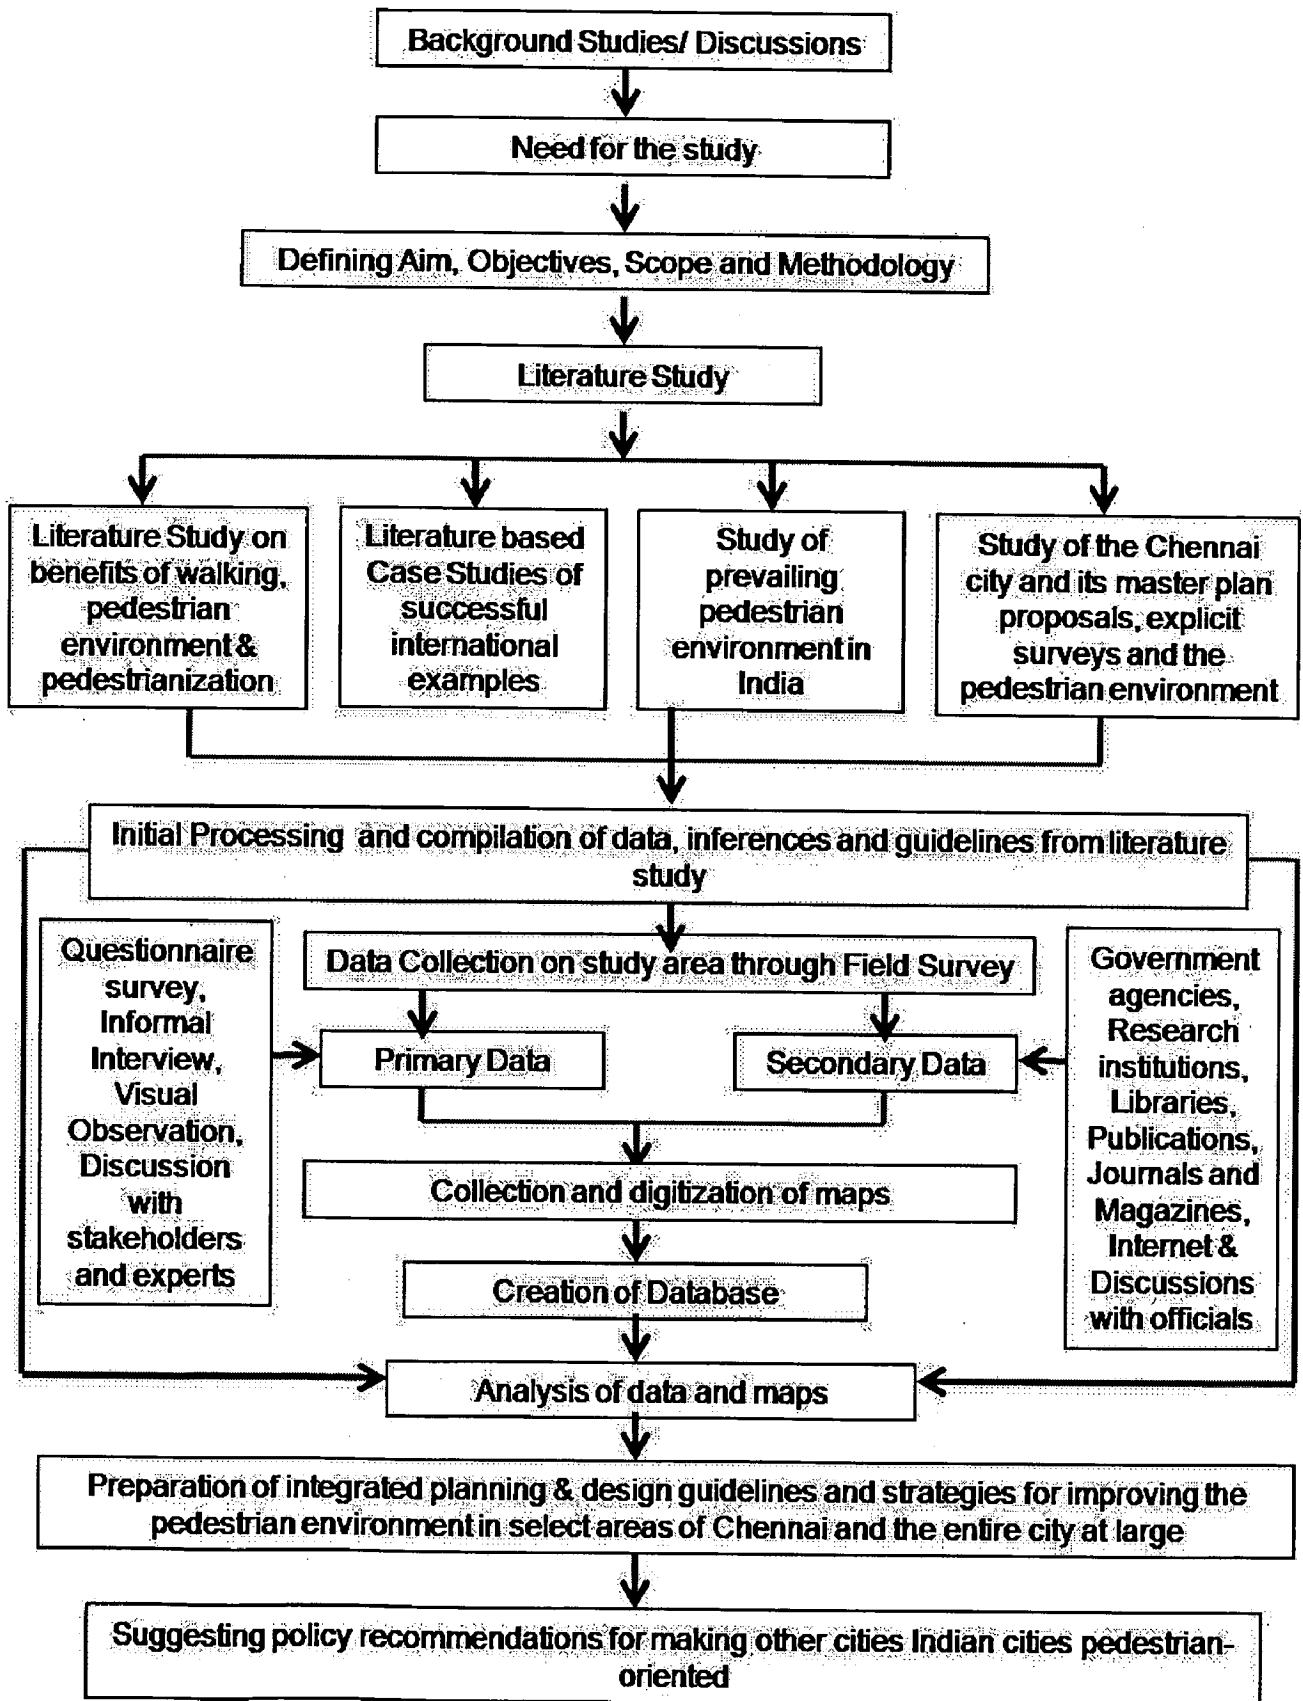 Background Studies/ Discussions
Need for the study
Defining Aim, Objectives, Scope and Methodology
Literature Study
Literature Study on
benefits of walking,
pedestrian
environment &
pedestrianization
Literature based
Case Studies of
successful
international
examples
Study of
prevailing
pedestrian
environment in
India
Study of the Chennai
city and its master plan
proposals, explicit
surveys and the
pedestrian environment
Initial Processing and compilation of data, inferences and guidelines from literature
study
Questionnaire
survey,
Informal
Interview,
Visual
Observation,
Discussion
with
stakeholders
and experts
Data Collection on study area through Field Survey
Primary Data
Secondary Data
Government
agencies,
Research
institutions,
Libraries,
Publications,
Journals and
Magazines,
Internet &
Discussions
with officials
Collection and digitization of maps
Creation of Database
Analysis of data and maps
Preparation of integrated planning & design guidelines and strategies for improving the
pedestrian environment in select areas of Chennai and the entire city at large
Suggesting policy recommendations for making other cities Indian cities pedestrian-
oriented